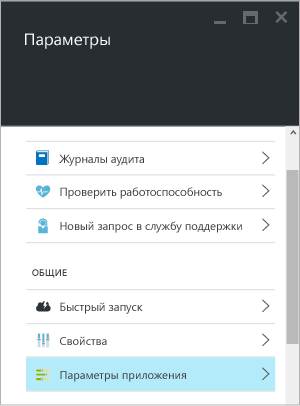 Параметры
Журналы аудита
Проверить работоспособность
Новый запрос в службу поддержки
ОБЩИЕ
Быстрый запуск
Свойства
Параметры приложения